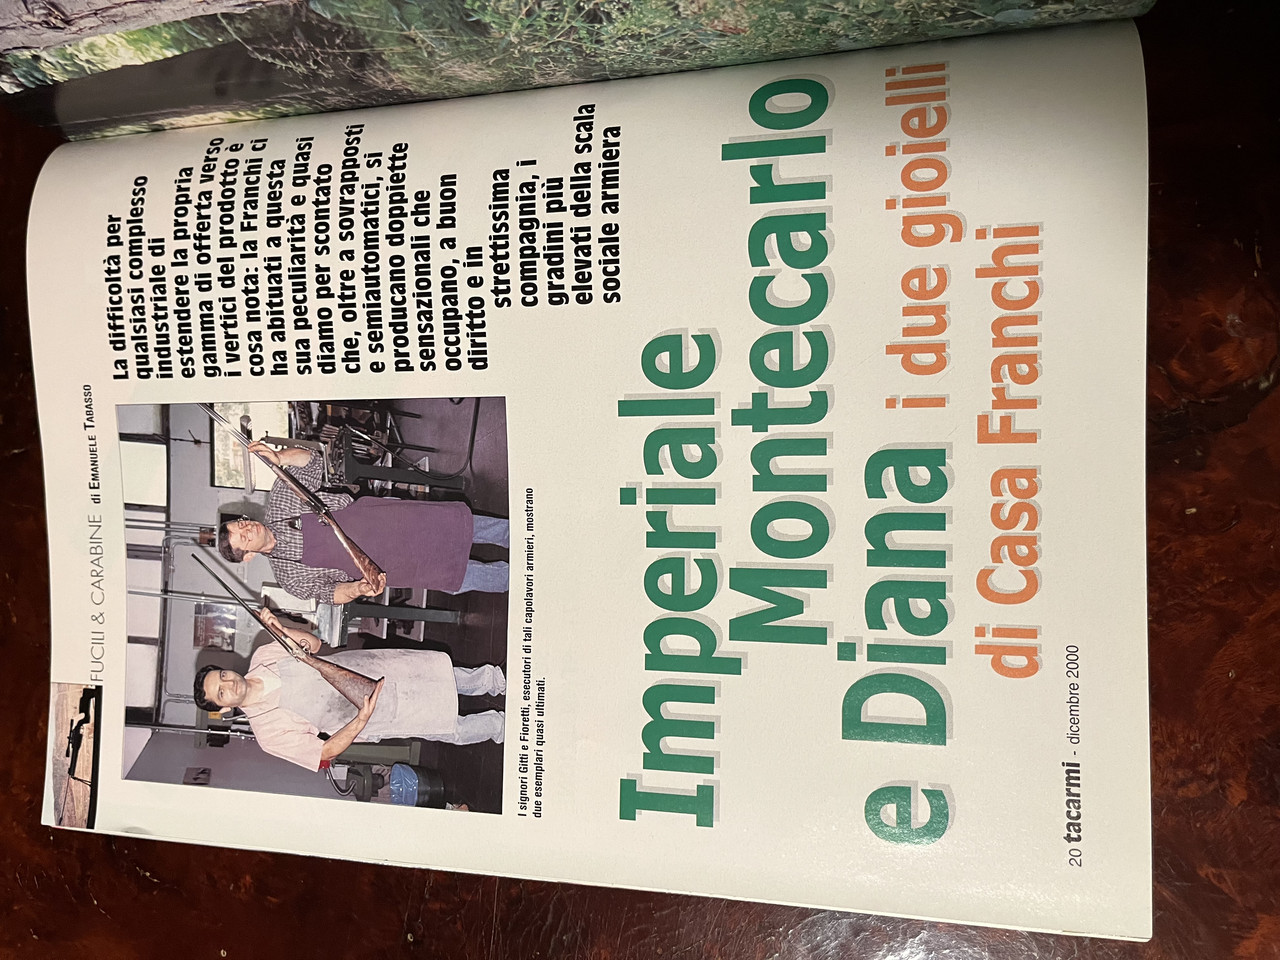 FUCILI & CARABINE di EMANUELE TABASSO
La difficoltà per
qualsiasi complesso
industriale di
estendere la propria
gamma di offerta verso
i vertici del prodotto è
cosa nota: la Franchi ci
ha abituati a questa
sua peculiarità e quasi
diamo per scontato
che, oltre a sovrapposti
e semiautomatici, si
producano doppiette
sensazionali che
occupano, a buon
diritto e in
strettissima
compagnia, i
gradini più
elevati della scala
sociale armiera
I signori Gitti e Fioretti, esecutori di tali capolavori armieri, mostrano
due esemplari quasi ultimati.
Imperiale
Montecarlo
e Diana i due gioielli
di Casa Franchi
20 tacarmi - dicembre 2000